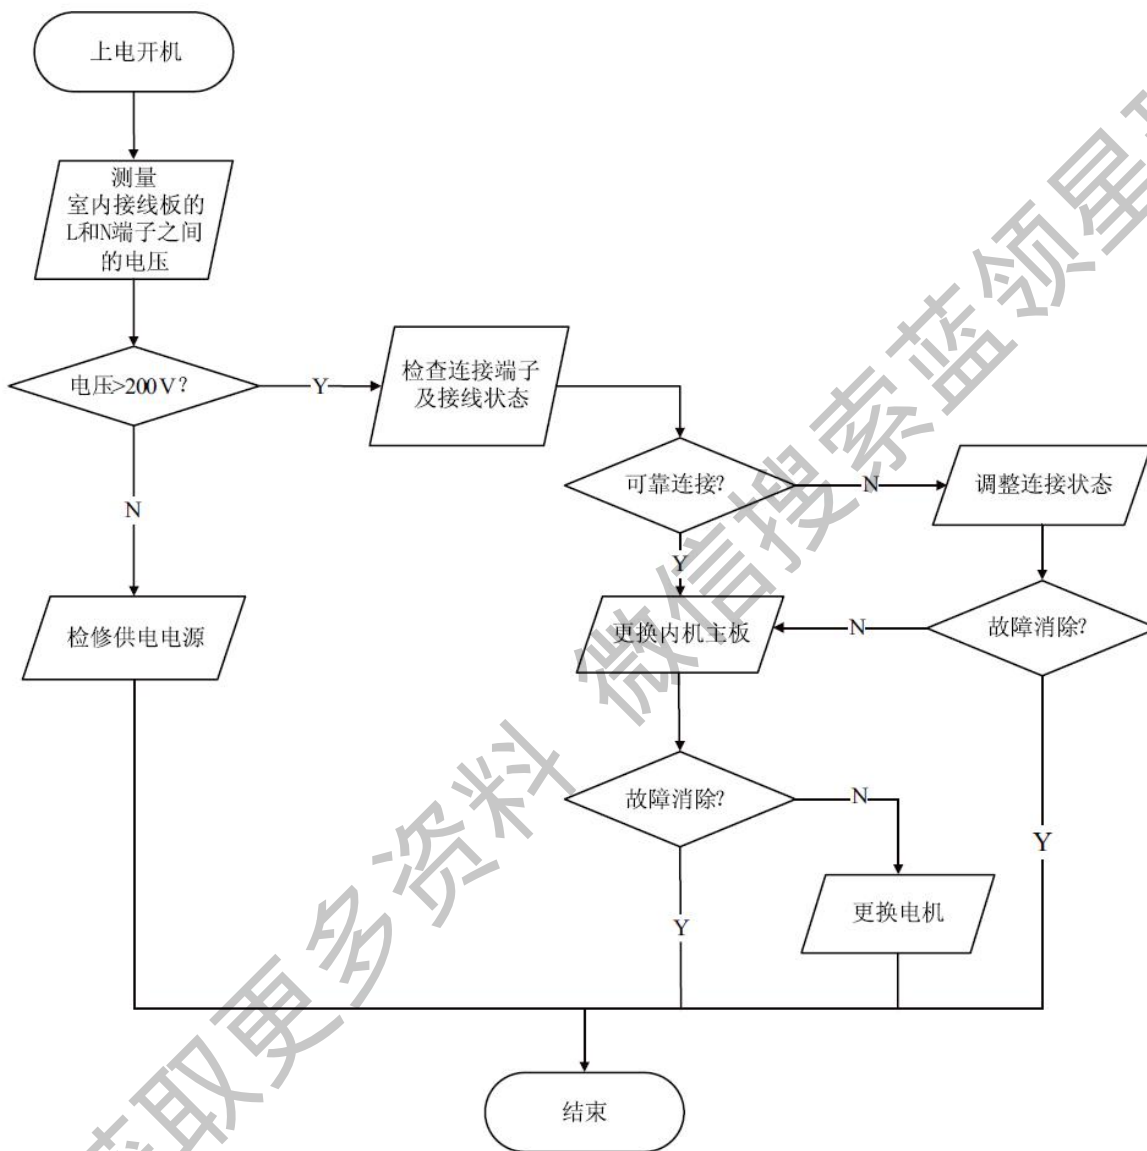 上电开机
测量
室内接线板的
L和N端子之间
的电压
电压>200V？
Y
检查连接端子
及接线状态
N
可靠连接？
N
调整连接状态
Y
检修供电电源
更换内机主板
N
故障消除？
故障消除？
N
Y
更换电机
Y
结束
获取更多资料 微信搜索蓝领星